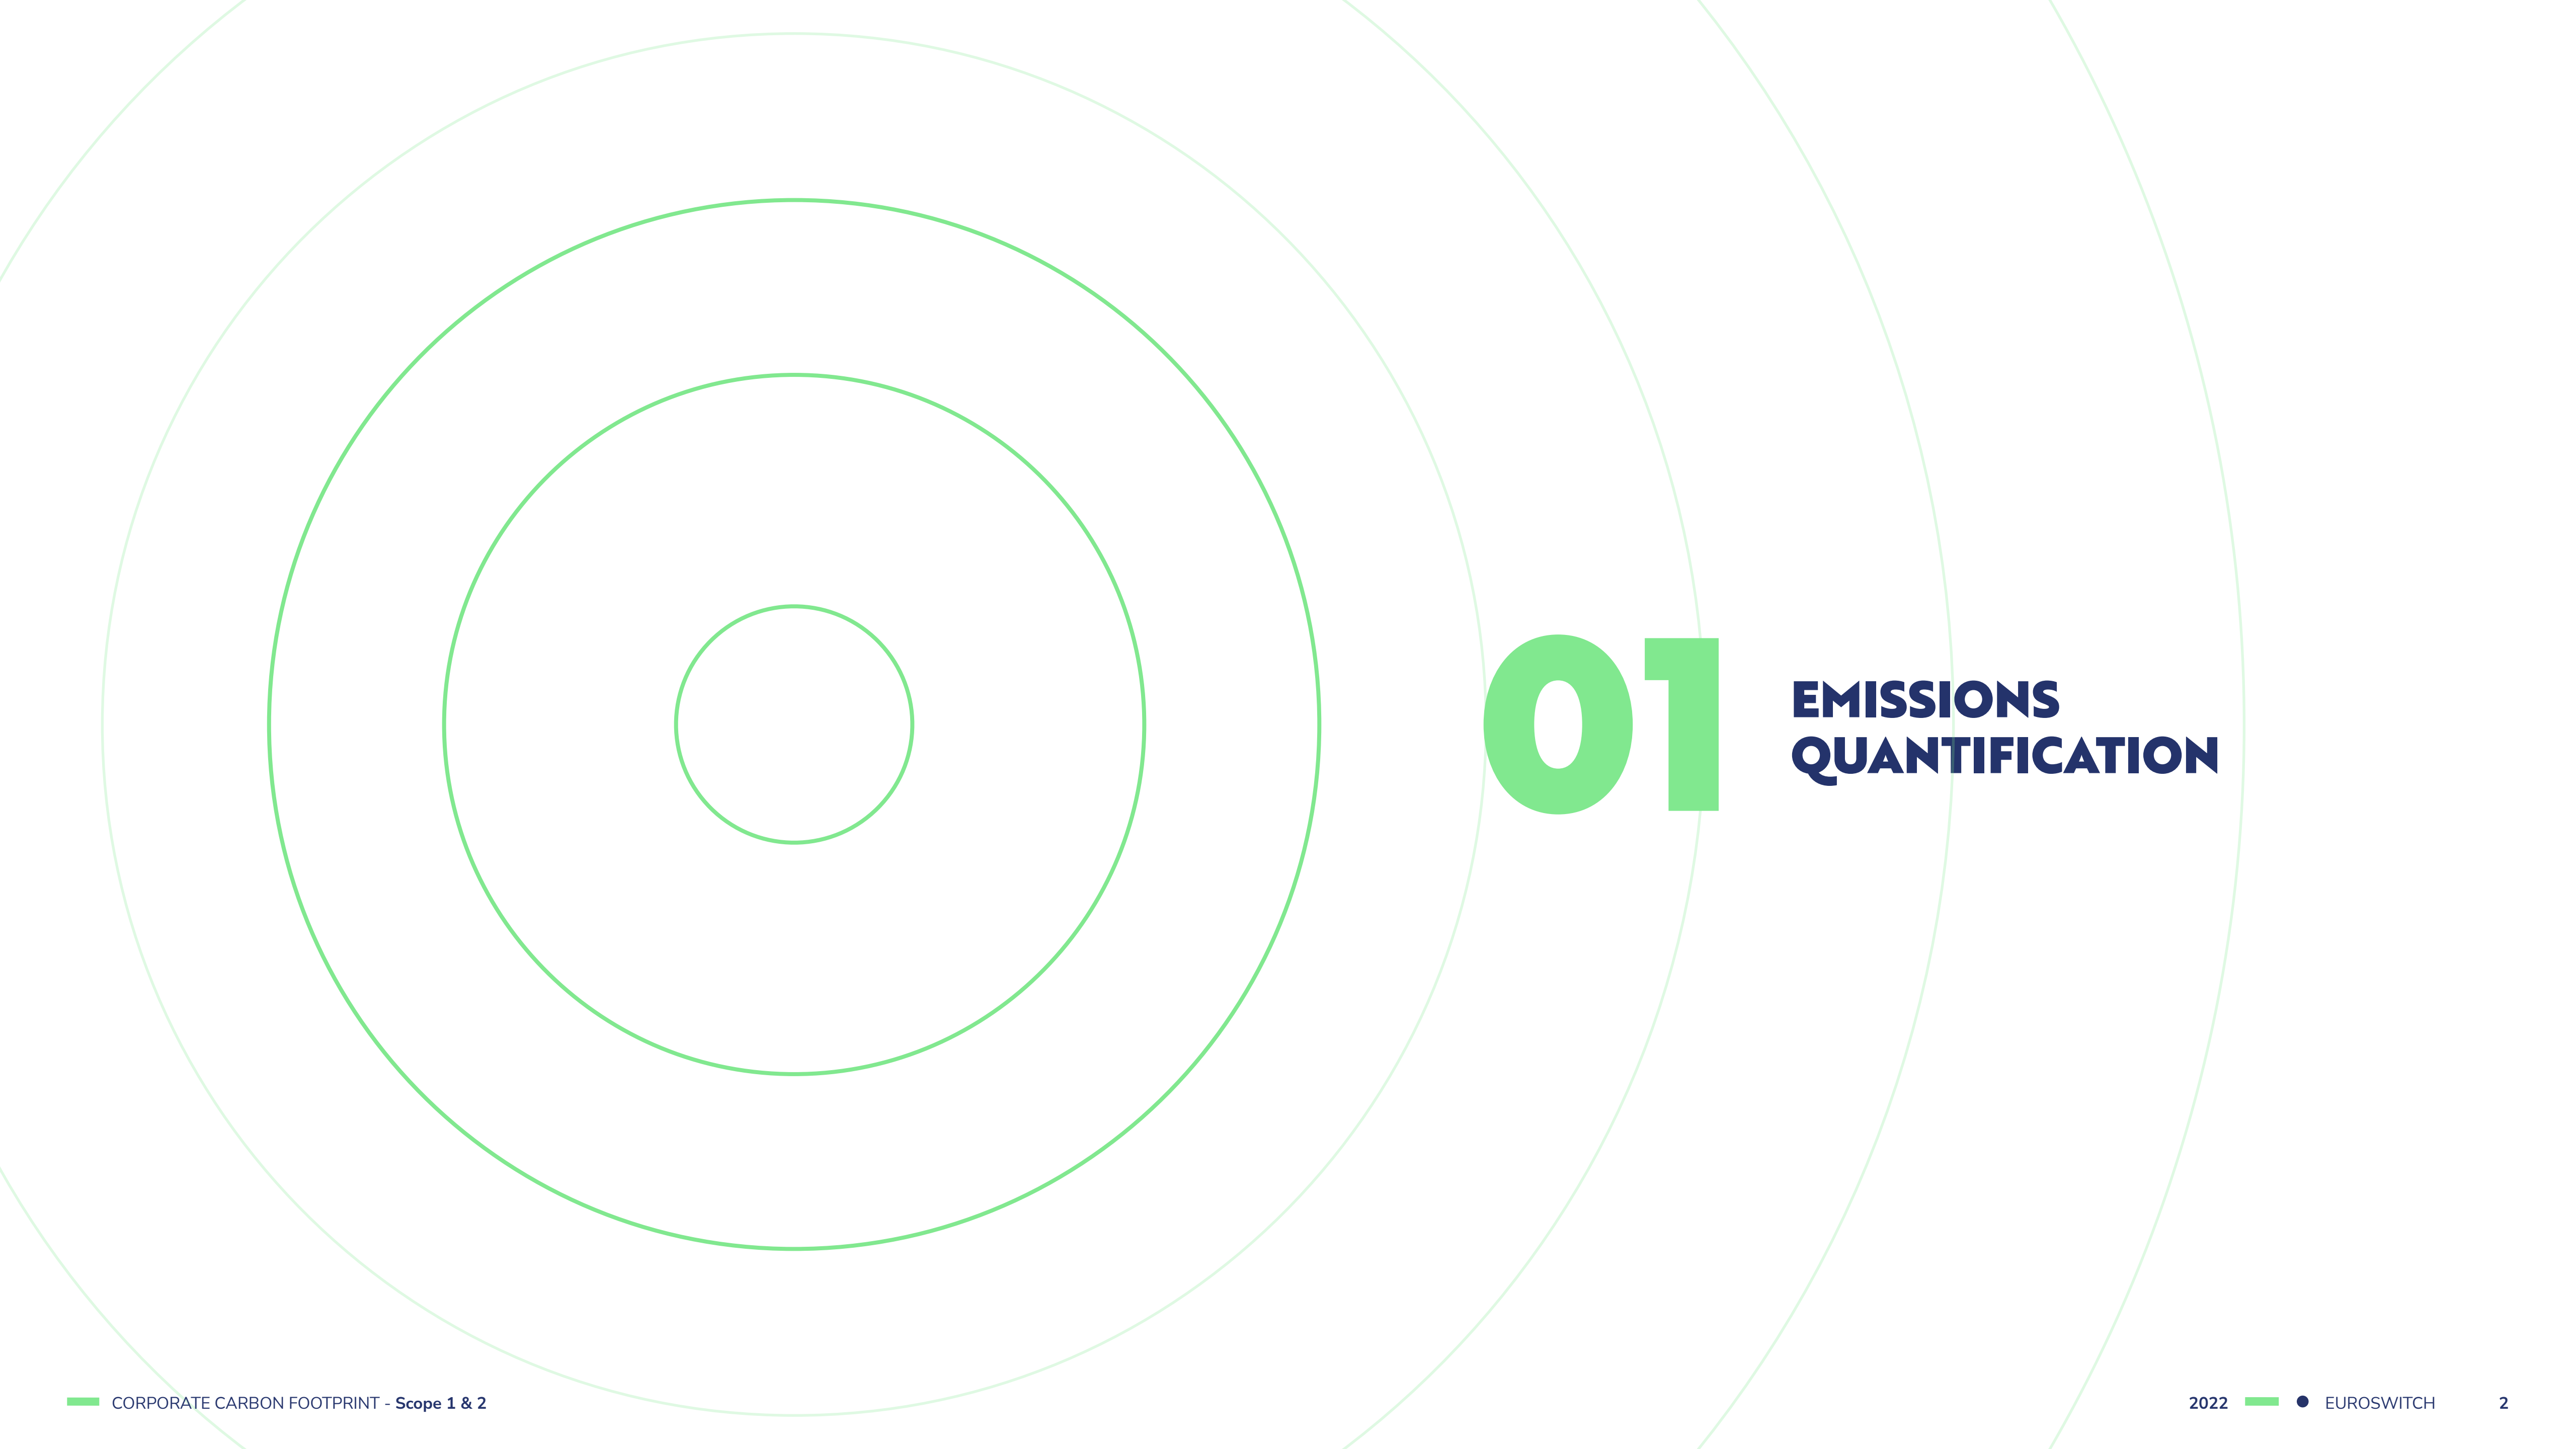 01
EMISSIONS
QUANTIFICATION
CORPORATE CARBON FOOTPRINT - Scope 1 & 2
2022 EUROSWITCH 2